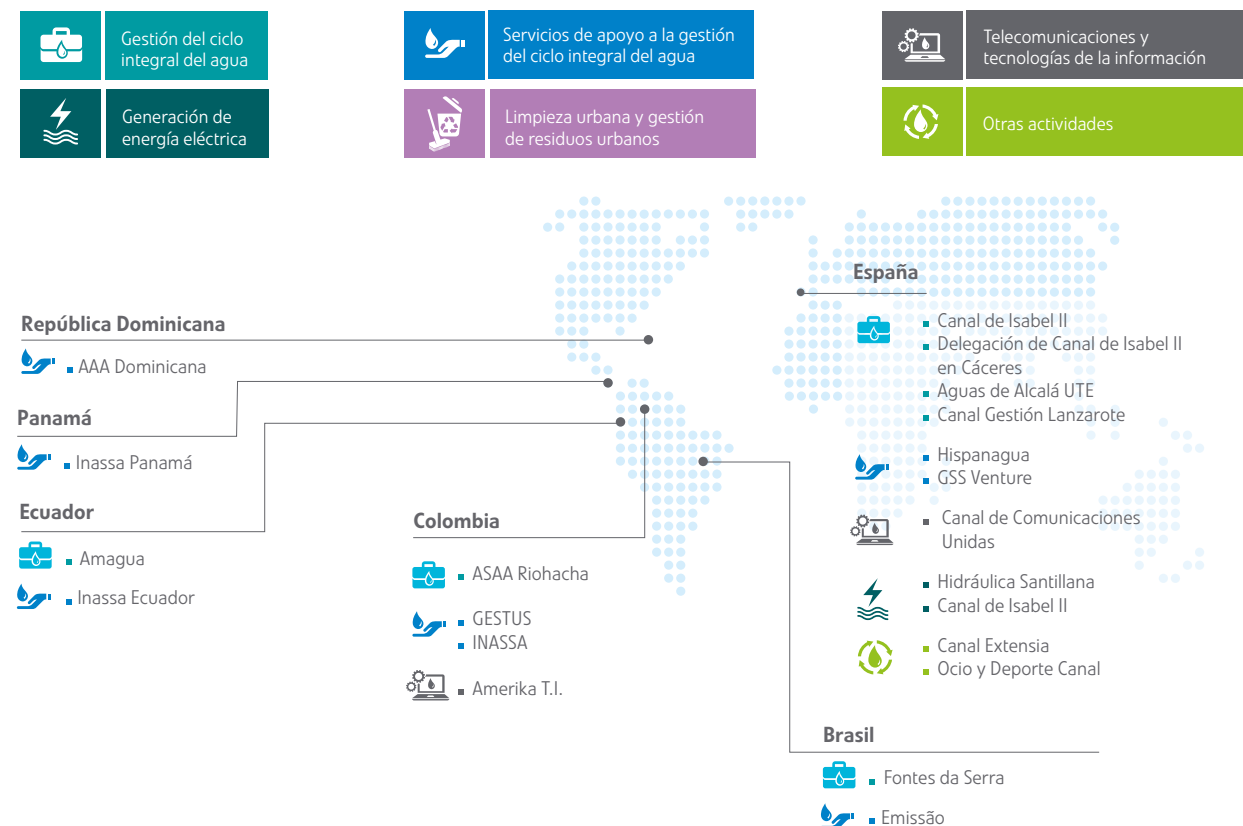 Gestión del ciclo
integral del agua
Servicios de apoyo a la gestión
del ciclo integral del agua
Telecomunicaciones y
tecnologías de la información
Generación de
energía eléctrica
Limpieza urbana y gestión
de residuos urbanos
Otras actividades
República Dominicana
AAA Dominicana
Panamá
Inassa Panamá
Ecuador
Amagua
Inassa Ecuador
Colombia
ASAA Riohacha
GESTUS
INASSA
Amerika T.I.
España
Canal de Isabel II
Delegación de Canal de Isabel II
en Cáceres
Aguas de Alcalá UTE
Canal Gestión Lanzarote
Hispanagua
GSS Venture
Canal de Comunicaciones
Unidas
Hidráulica Santillana
Canal de Isabel II
Canal Extensia
Ocio y Deporte Canal
Brasil
Fontes da Serra
Emissão